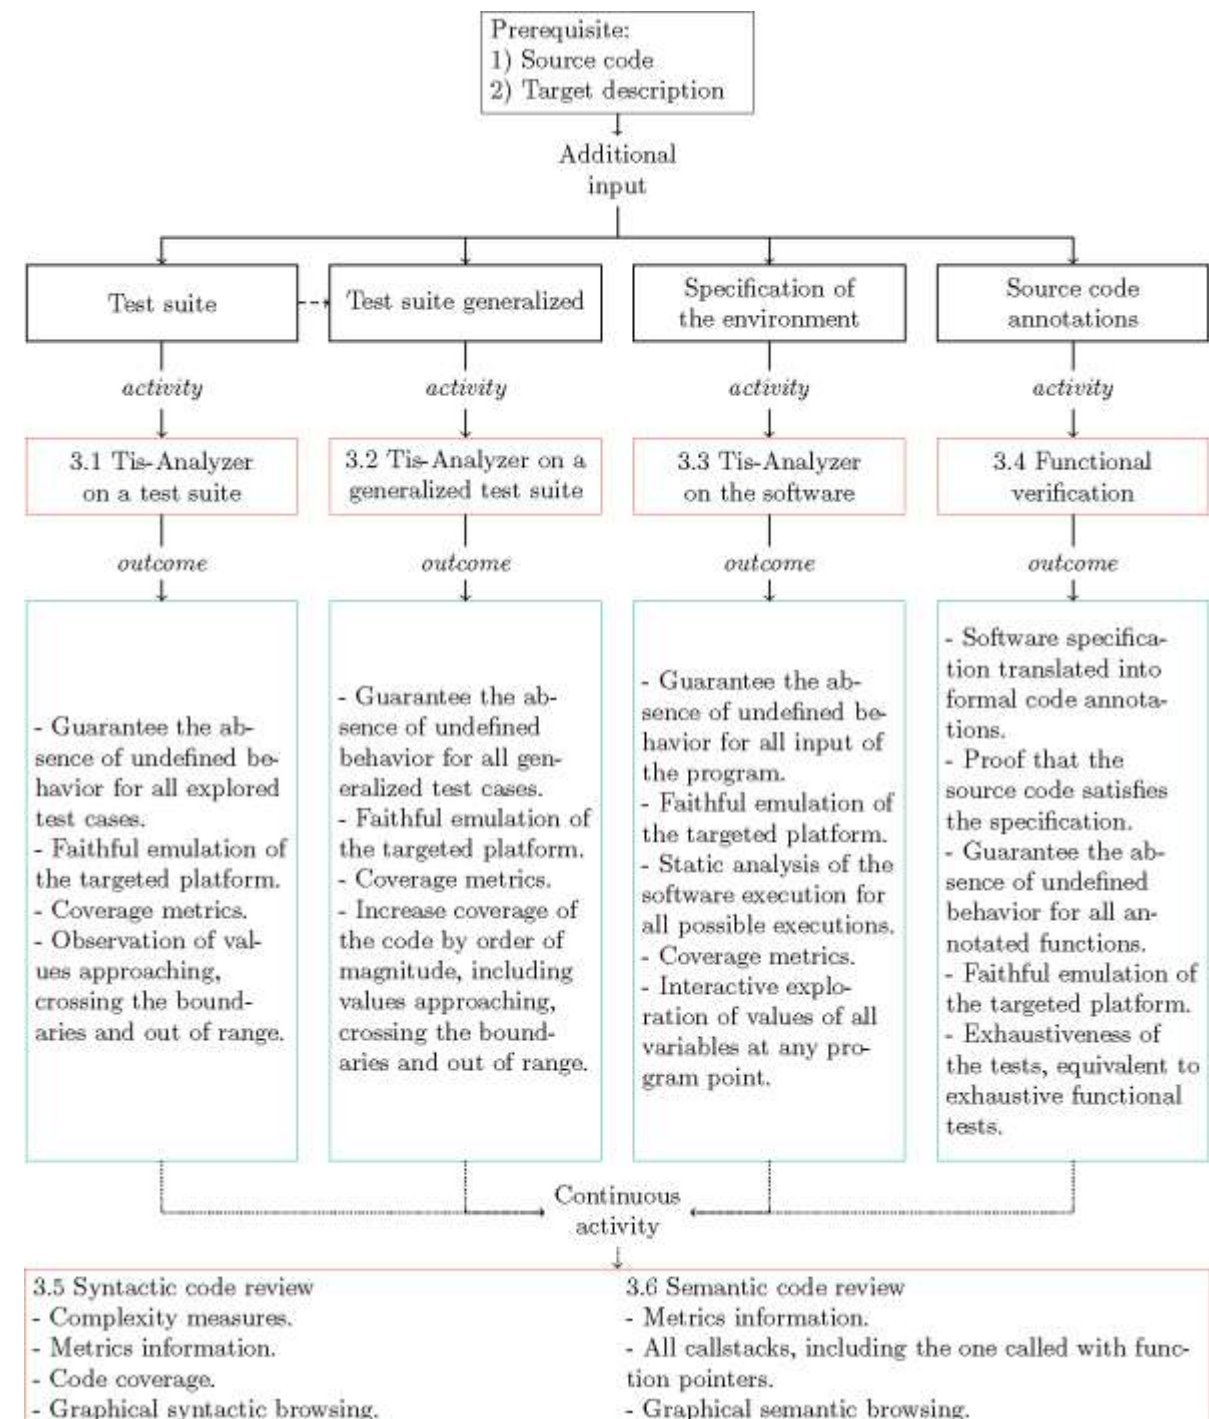 Prerequisite:
1) Source code
2) Target description
Additional
input
Test suite
Test suite generalized
Specification of
the environment
Source code
annotations
activity
activity
activity
activity
3.1 Tis-Analyzer
on a test suite
3.2 Tis-Analyzer on a
generalized test suite
3.3 Tis-Analyzer
on the software
3.4 Functional
verification
outcome
outcome
outcome
outcome
- Guarantee the ab-
sence of undefined be-
havior for all explored
test cases.
- Faithful emulation of
the targeted platform.
- Coverage metrics.
- Observation of val-
ues approaching,
crossing the bound-
aries and out of range.
- Guarantee the ab-
sence of undefined
behavior for all gen-
eralized test cases.
- Faithful emulation of
the targeted platform.
- Coverage metrics.
- Increase coverage of
the code by order of
magnitude, including
values approaching,
crossing the bound-
aries and out of range.
- Guarantee the ab-
sence of undefined be-
havior for all input of
the program.
- Faithful emulation of
the targeted platform.
- Static analysis of the
software execution for
all possible executions.
- Coverage metrics.
- Interactive explo-
ration of values of all
variables at any pro-
gram point.
- Software specifica-
tion translated into
formal code annota-
tions.
- Proof that the
source code satisfies
the specification.
- Guarantee the ab-
sence of undefined
behavior for all an-
notated functions.
- Faithful emulation of
the targeted platform.
- Exhaustiveness of
the tests, equivalent to
exhaustive functional
tests.
Continuous
activity
3.5 Syntactic code review
- Complexity measures.
- Metrics information.
- Code coverage.
- Graphical syntactic browsing.
3.6 Semantic code review
- Metrics information.
- All callstacks, including the one called with func-
tion pointers.
- Graphical semantic browsing.